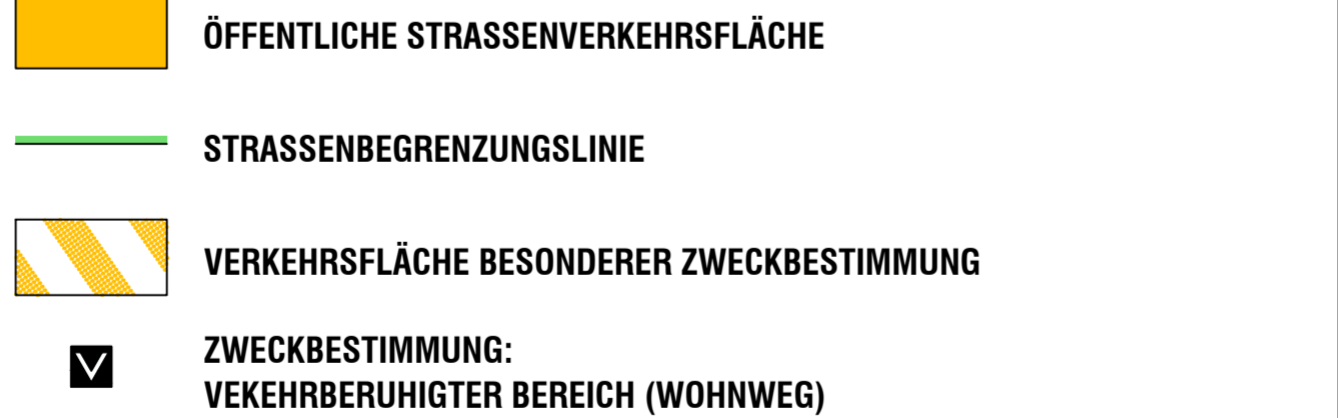 ÖFFENTLICHE STRASSENVERKEHRSFLÄCHE
STRASSENBEGRENZUNGSLINIE
VERKEHRSFLÄCHE BESONDERER ZWECKBESTIMMUNG
ZWECKBESTIMMUNG:
V
VEKEHRBERUHIGTER BEREICH (WOHNWEG)